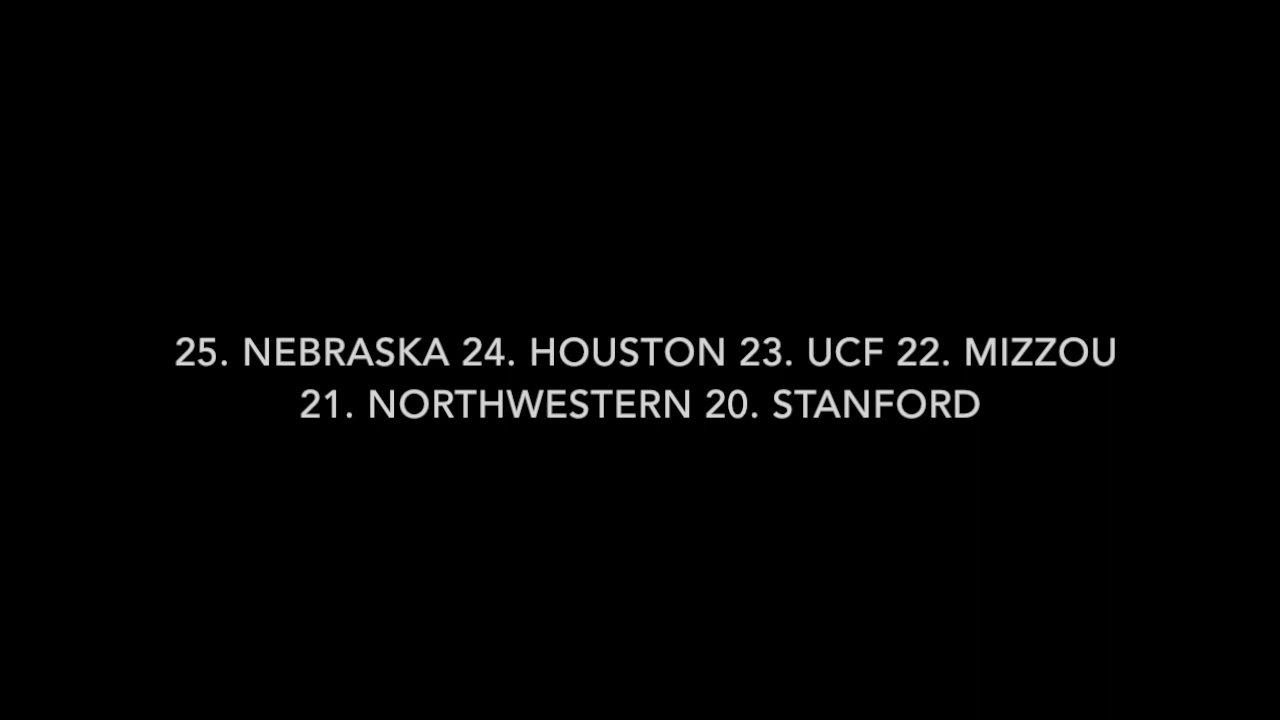 25. NEBRASKA 24. HOUSTON 23. UCF 22. MIZZOU
21. NORTHWESTERN 20. STANFORD